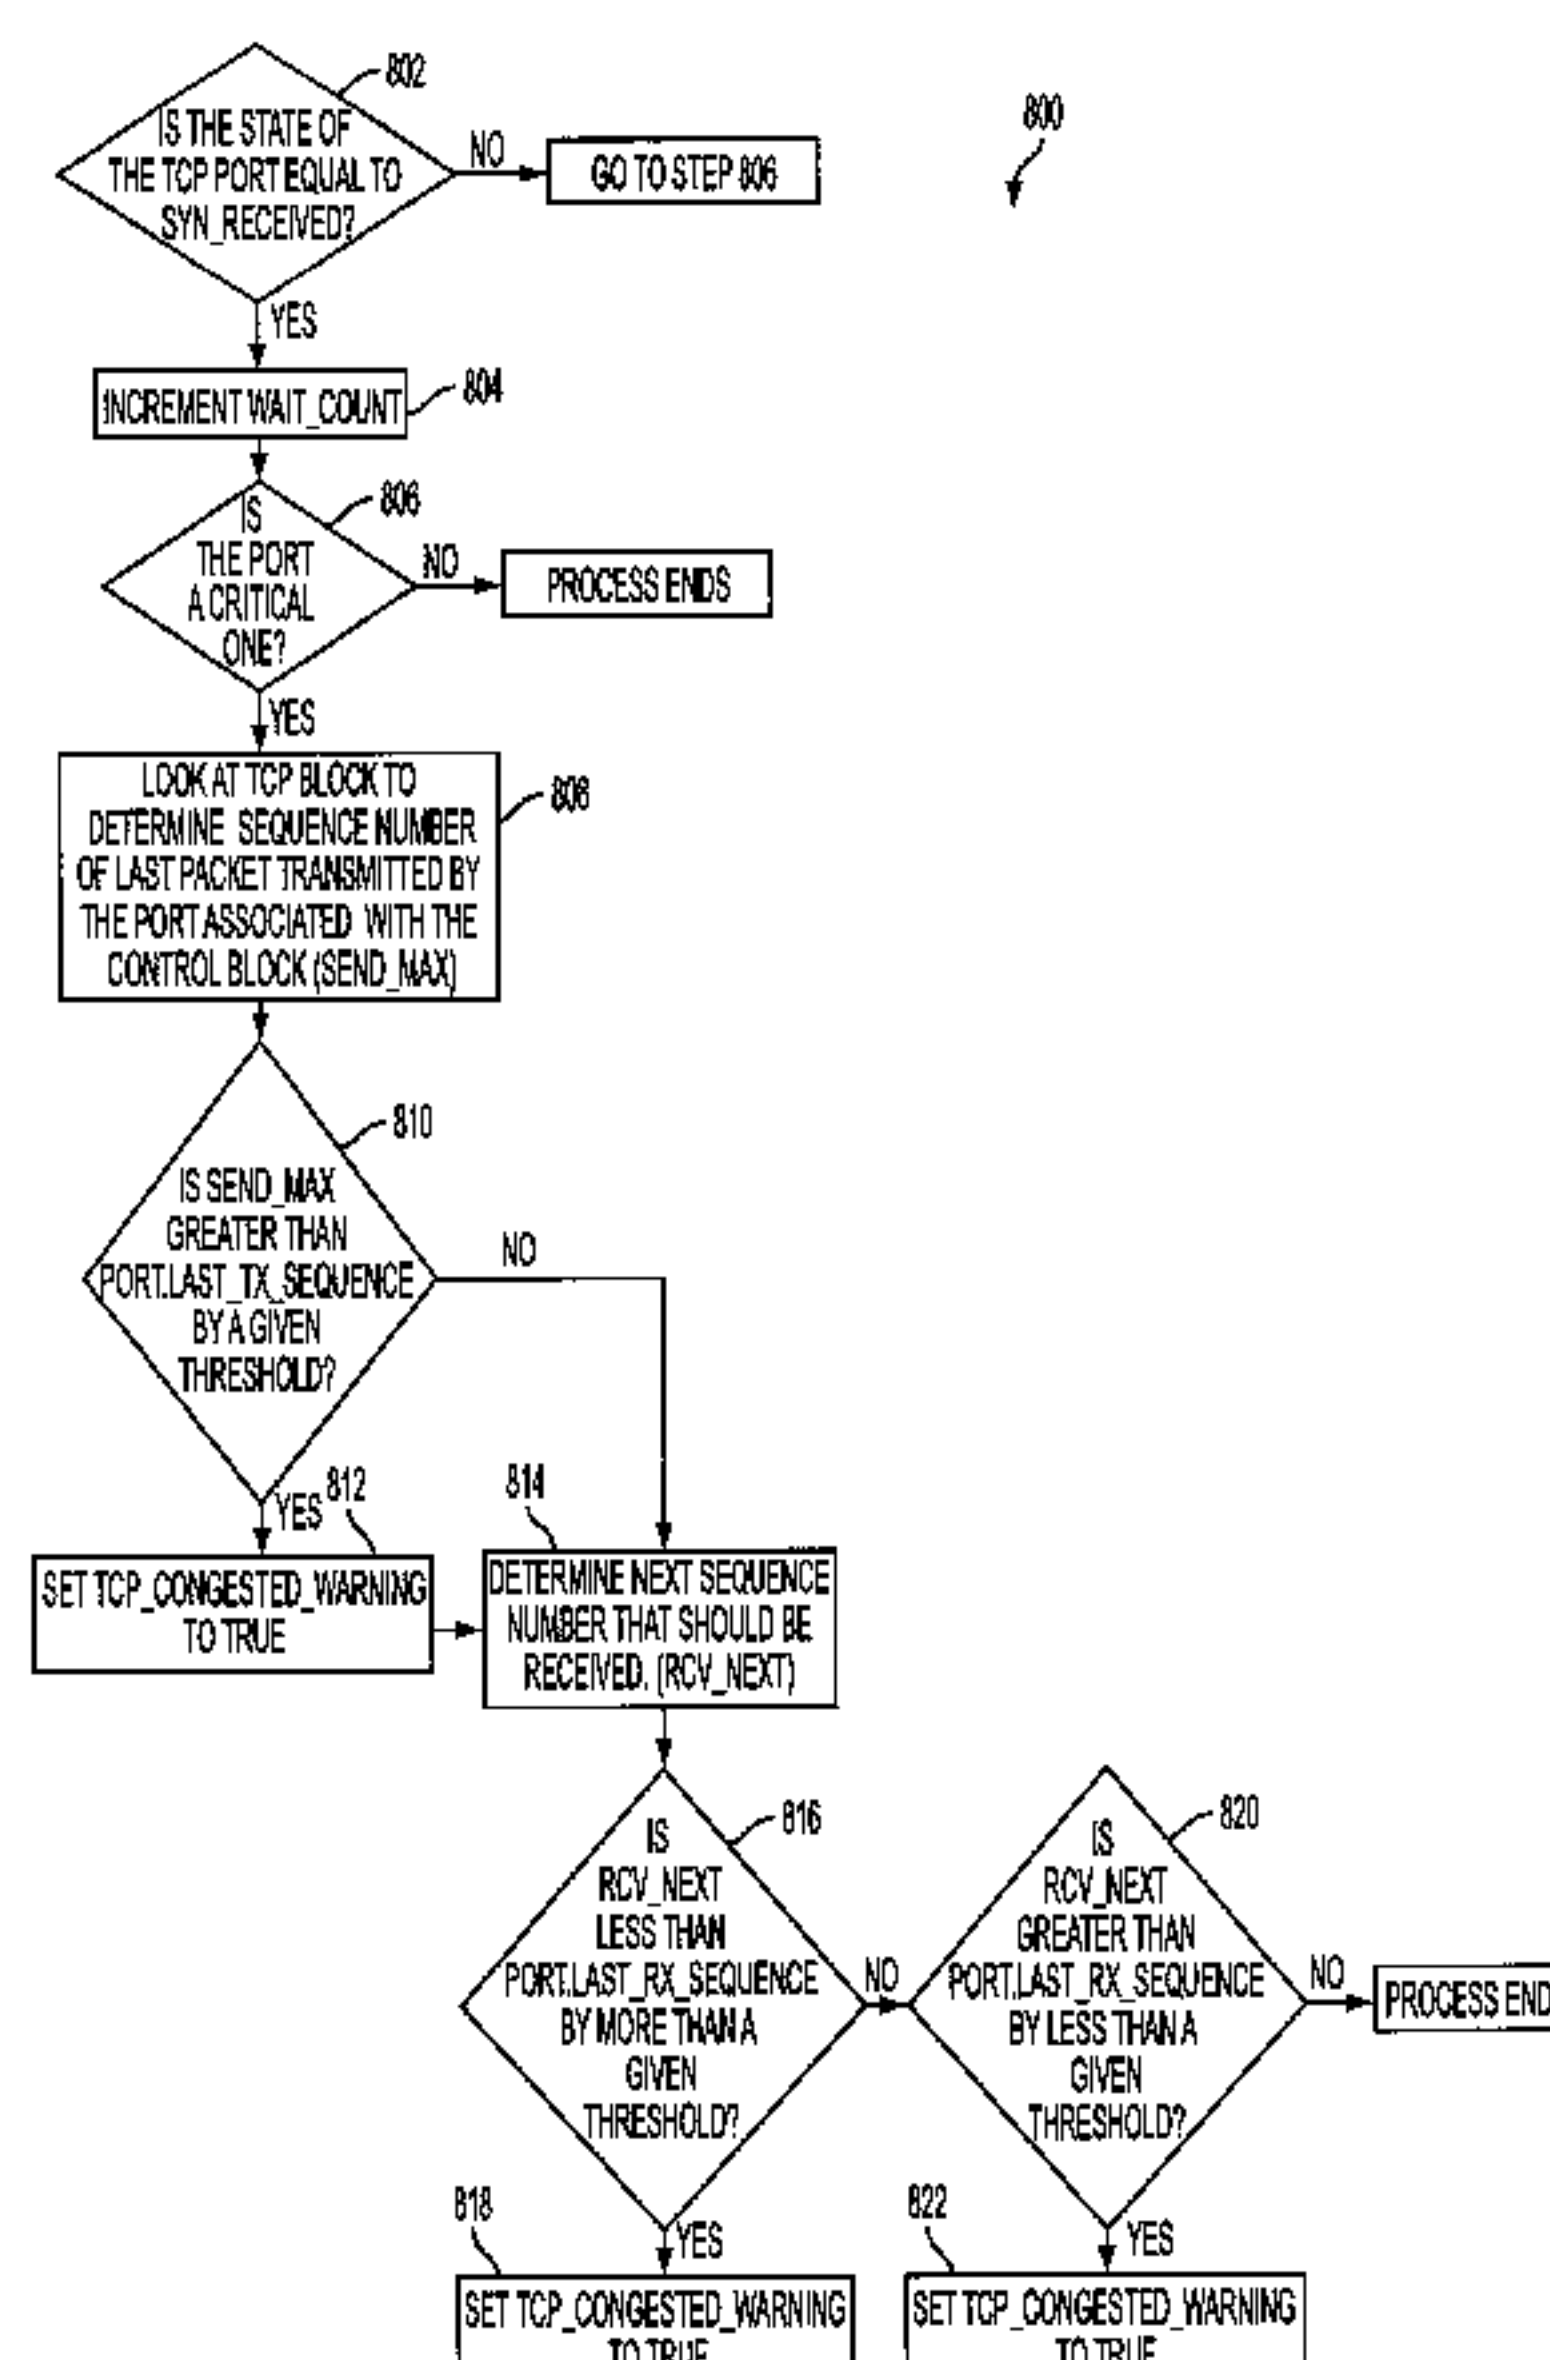 802
IS THE STATE OF
THE TCP PORT EQUAL TO
SYN_RECEIVED?
NO
GO TO STEP 806
800
YES
INCREMENT WAIT_COUNT
804
IS
THE PORT
A CRITICAL
ONE?
806
NO
PROCESS ENDS
YES
LOOK AT TCP BLOCK TO
DETERMINE SEQUENCE NUMBER
OF LAST PACKET TRANSMITTED BY
THE PORT ASSOCIATED WITH THE
CONTROL BLOCK (SEND_MAX)
808
810
IS SEND_MAX
GREATER THAN
PORT.LAST_TX_SEQUENCE
BY A GIVEN
THRESHOLD?
NO
YES
812
SET TCP_CONGESTED_WARNING
TO TRUE
814
DETERMINE NEXT SEQUENCE
NUMBER THAT SHOULD BE
RECEIVED. (RCV_NEXT)
816
IS
RCV_NEXT
LESS THAN
PORT.LAST_RX_SEQUENCE
BY MORE THAN A
GIVEN
THRESHOLD?
NO
820
IS
RCV_NEXT
GREATER THAN
PORT.LAST_RX_SEQUENCE
BY LESS THAN A
GIVEN
THRESHOLD?
NO
PROCESS END
818
YES
SET TCP_CONGESTED_WARNING
TO TRUE
822
YES
SET TCP_CONGESTED_WARNING
TO TRUE